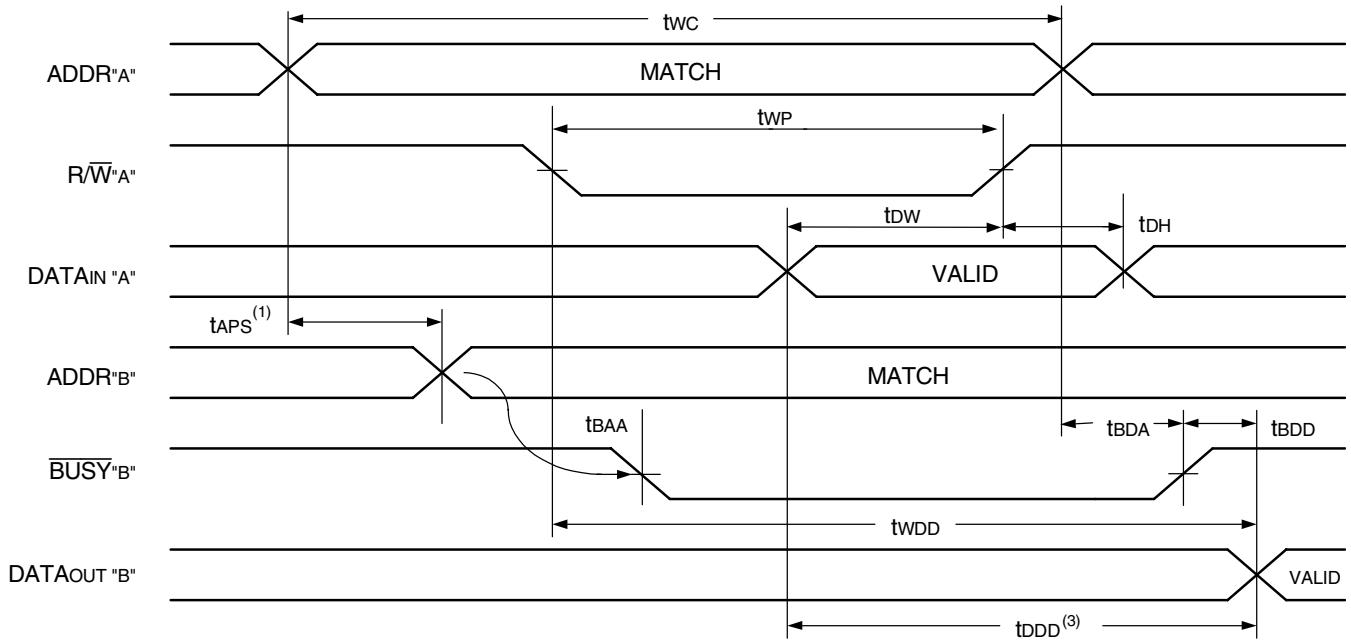 tWC
ADDR"A"
MATCH
tWP
R/W"A"
tDW
tDH
DATAIN "A"
VALID
tAPS(1)
ADDR"B"
MATCH
tBAA
tBDA
tBDD
BUSY"B"
tWDD
DATAOUT "B"
VALID
tDDD(3)